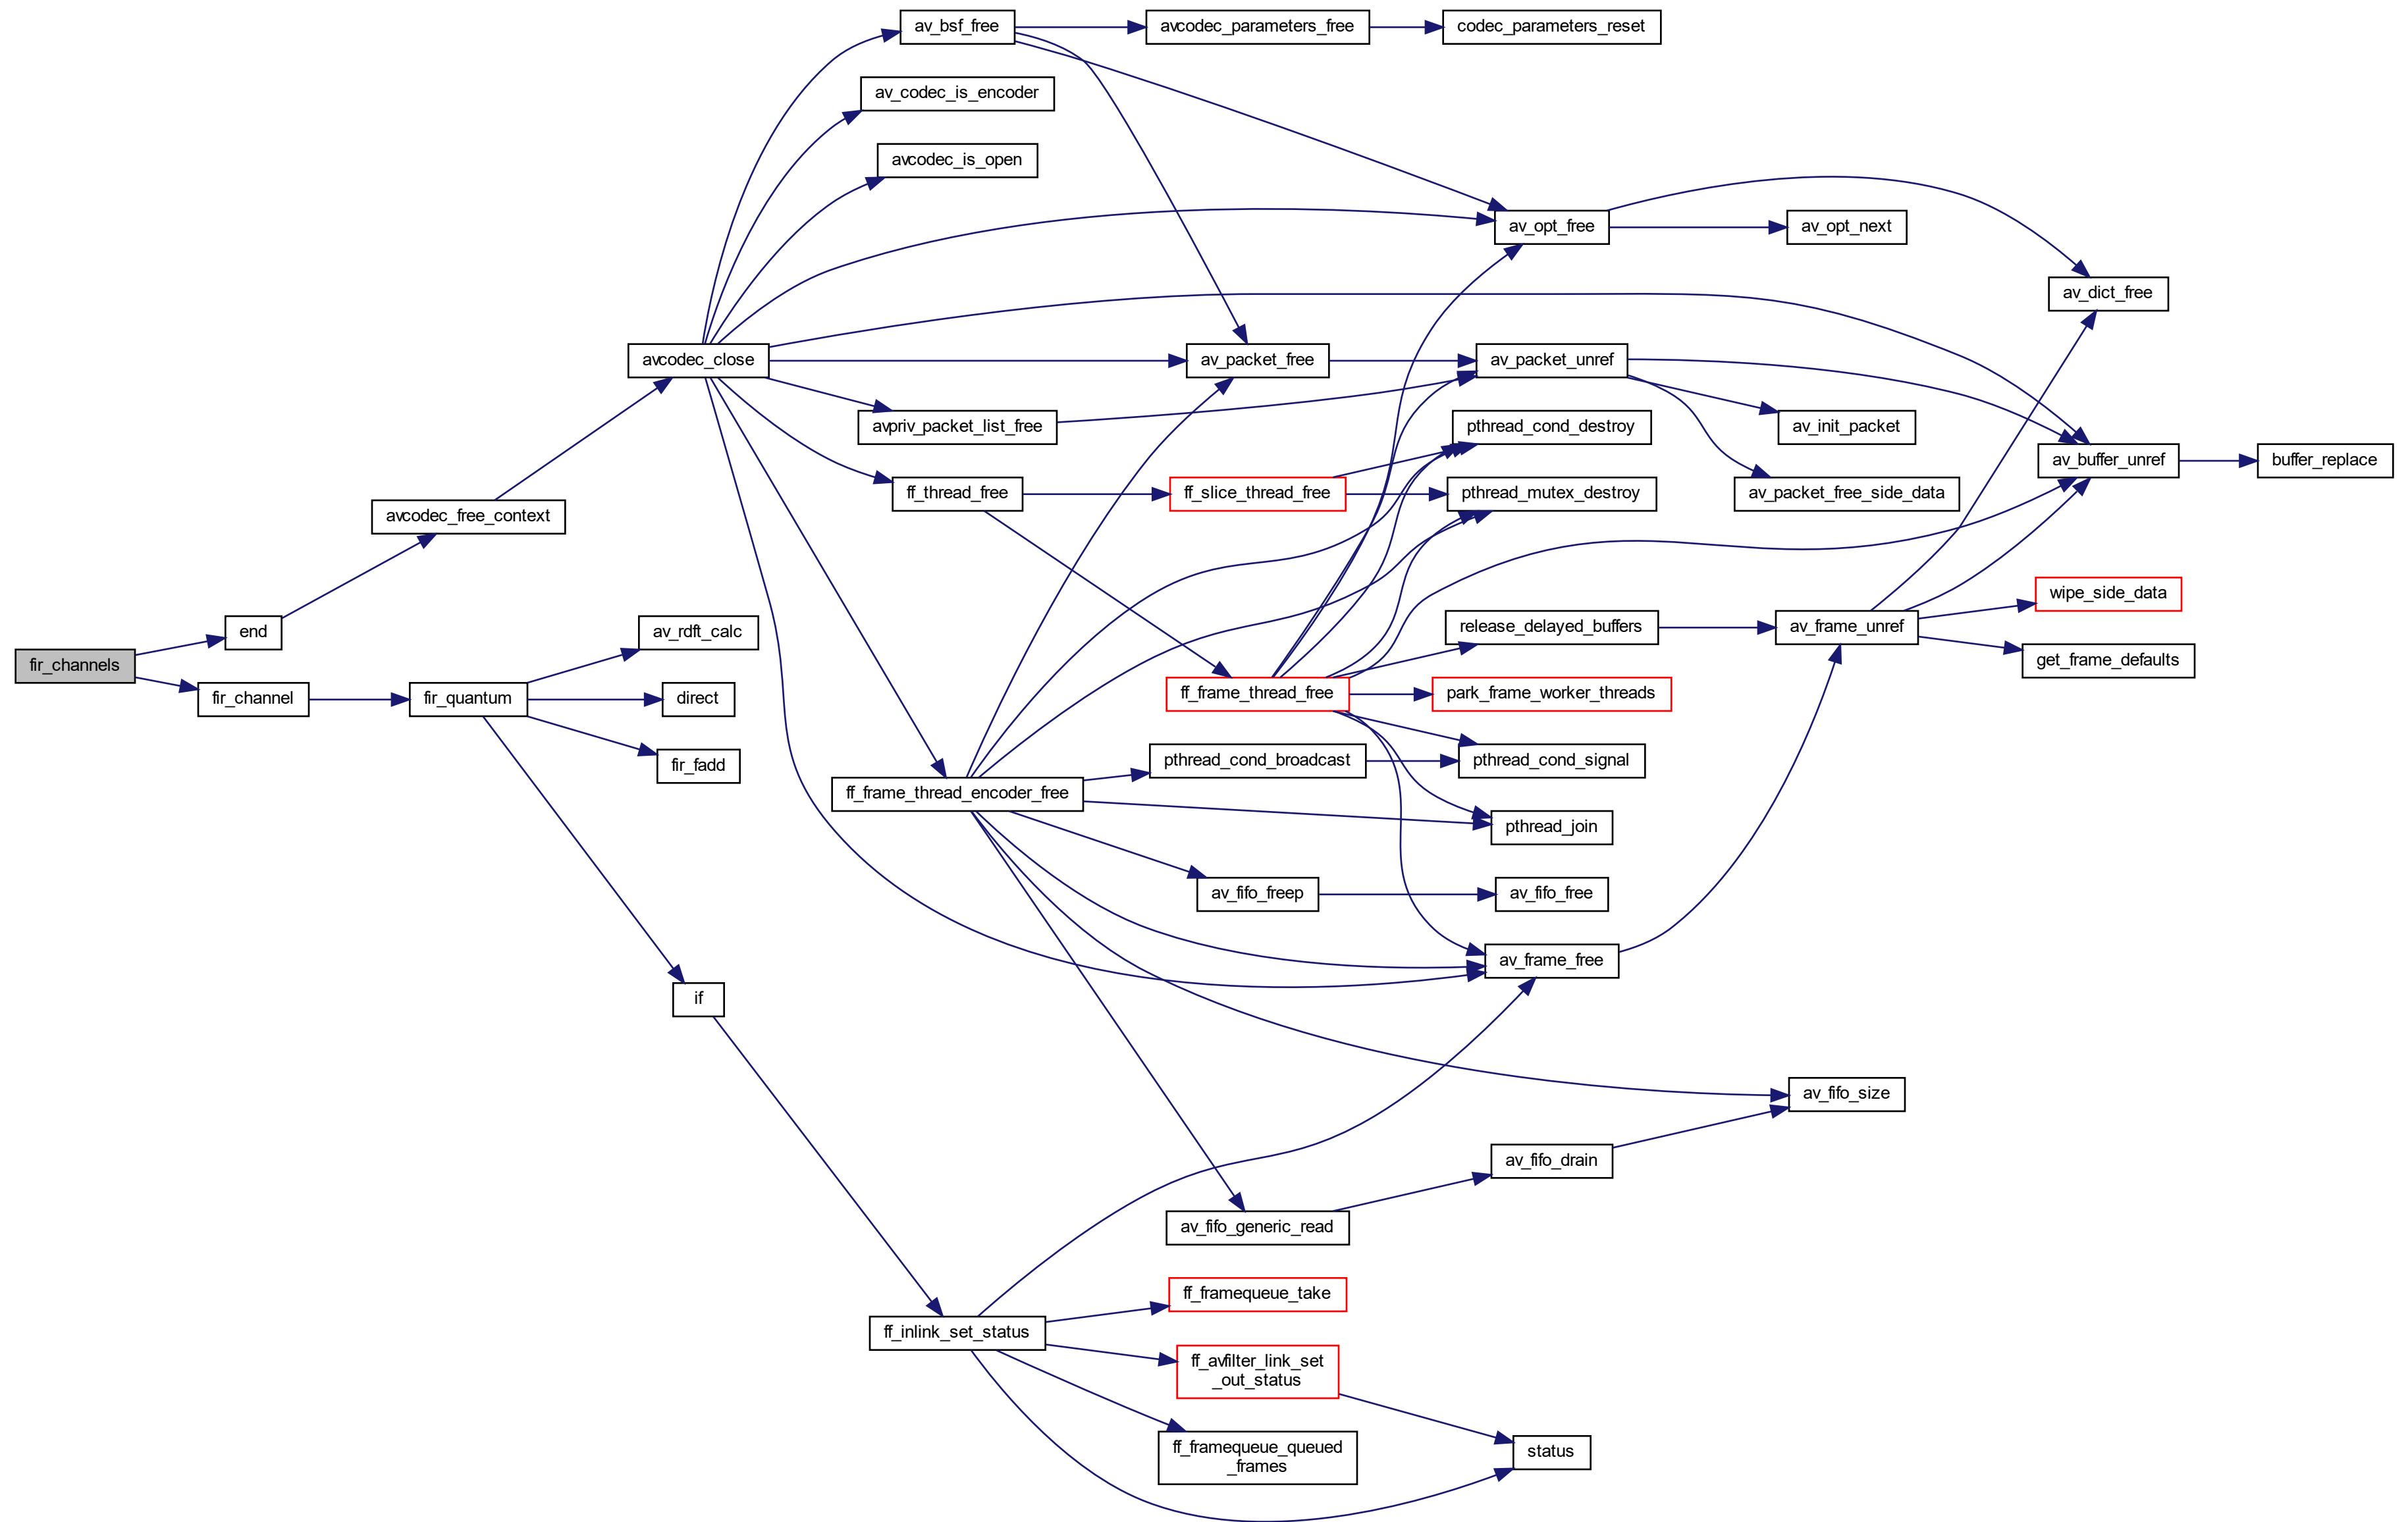 av_bsf_free
avcodec_parameters_free
codec_parameters_reset
av_codec_is_encoder
avcodec_is_open
av_opt_free
av_opt_next
av_dict_free
avcodec_close
av_packet_free
av_packet_unref
avpriv_packet_list_free
pthread_cond_destroy
av_init_packet
av_buffer_unref
buffer_replace
ff_thread_free
ff_slice_thread_free
pthread_mutex_destroy
av_packet_free_side_data
avcodec_free_context
wipe_side_data
end
av_rdft_calc
release_delayed_buffers
av_frame_unref
get_frame_defaults
fir_channels
fir_channel
fir_quantum
direct
ff_frame_thread_free
park_frame_worker_threads
fir_fadd
pthread_cond_broadcast
pthread_cond_signal
ff_frame_thread_encoder_free
pthread_join
av_fifo_freep
av_fifo_free
av_frame_free
if
av_fifo_size
av_fifo_drain
av_fifo_generic_read
ff_framequeue_take
ff_inlink_set_status
ff_avfilter_link_set
_out_status
ff_framequeue_queued
_frames
status